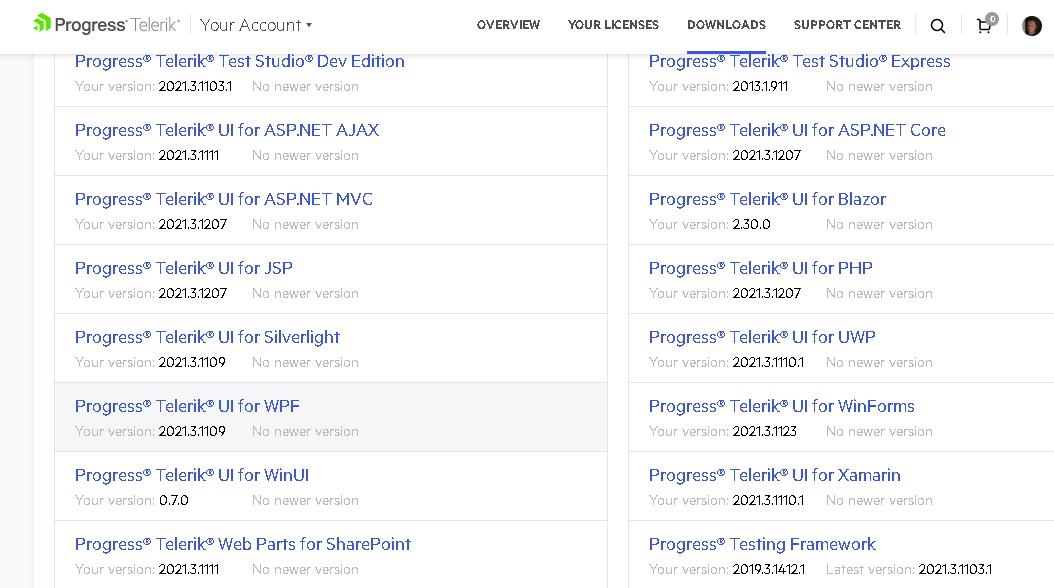 Progress® Telerik®
Your Account
OVERVIEW
YOUR LICENSES
DOWNLOADS
SUPPORT CENTER
0
Progress® Telerik® Test Studio® Dev Edition
Your version: 2021.3.1103.1 No newer version
Progress® Telerik® Test Studio® Express
Your version: 2013.1.911 No newer version
Progress® Telerik® UI for ASP.NET AJAX
Your version: 2021.3.1111 No newer version
Progress® Telerik® UI for ASP.NET Core
Your version: 2021.3.1207 No newer version
Progress® Telerik® UI for ASP.NET MVC
Your version: 2021.3.1207 No newer version
Progress® Telerik® UI for Blazor
Your version: 2.30.0 No newer version
Progress® Telerik® UI for JSP
Your version: 2021.3.1207 No newer version
Progress® Telerik® UI for PHP
Your version: 2021.3.1207 No newer version
Progress® Telerik® UI for Silverlight
Your version: 2021.3.1109 No newer version
Progress® Telerik® UI for UWP
Your version: 2021.3.1110.1 No newer version
Progress® Telerik® UI for WPF
Your version: 2021.3.1109 No newer version
Progress® Telerik® UI for WinForms
Your version: 2021.3.1123 No newer version
Progress® Telerik® UI for WinUI
Your version: 0.7.0 No newer version
Progress® Telerik® UI for Xamarin
Your version: 2021.3.1110.1 No newer version
Progress® Telerik® Web Parts for SharePoint
Your version: 2021.3.1111 No newer version
Progress® Testing Framework
Your version: 2019.3.1412.1 Latest version: 2021.3.1103.1